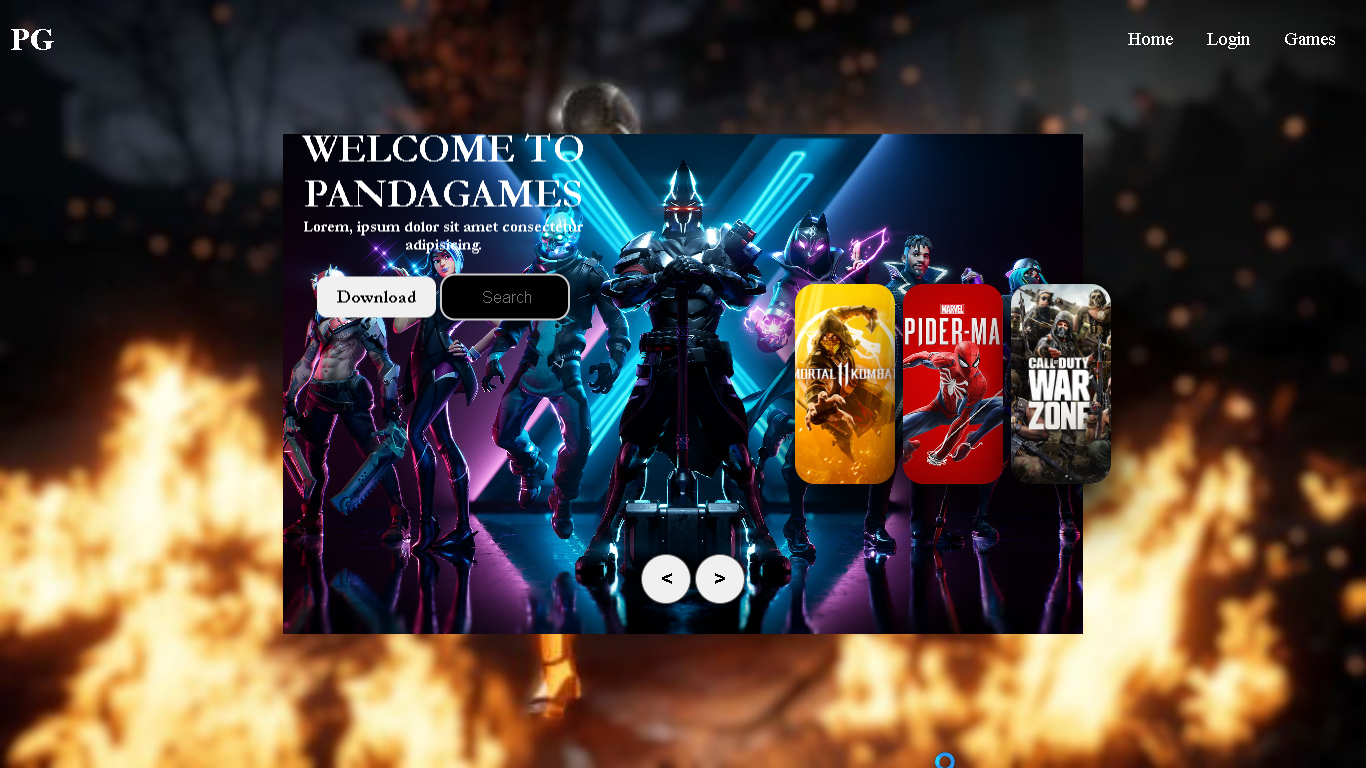 PG
Home Login Games
WELCOME TO
PANDAGAMES
Lorem, ipsum dolor sit amet consectetur
adipisicing.
Download Search
MORTAL 11 KOMBAT
MARVEL
PIDER-MA
CALL OF DUTY
WAR
ZONE
< >